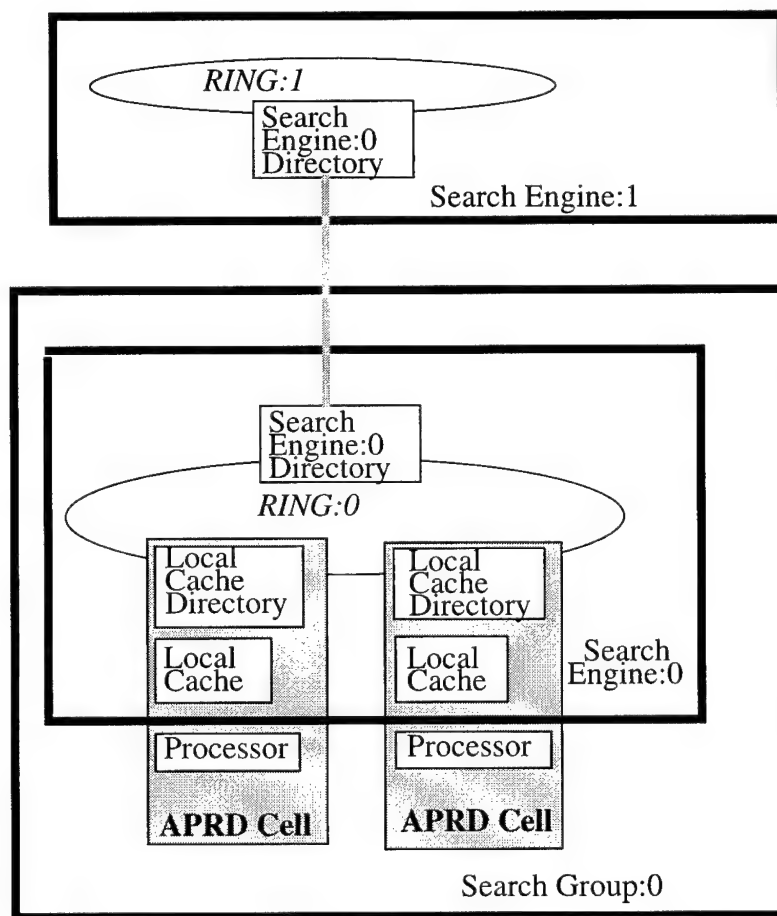 RING:1
Search
Engine:0
Directory
Search Engine:1
Search
Engine:0
Directory
RING:0
Local
Cache
Directory
Local
Cache
Directory
Local
Cache
Local
Cache
Search
Engine:0
Processor
Processor
APRD Cell
APRD Cell
Search Group:0